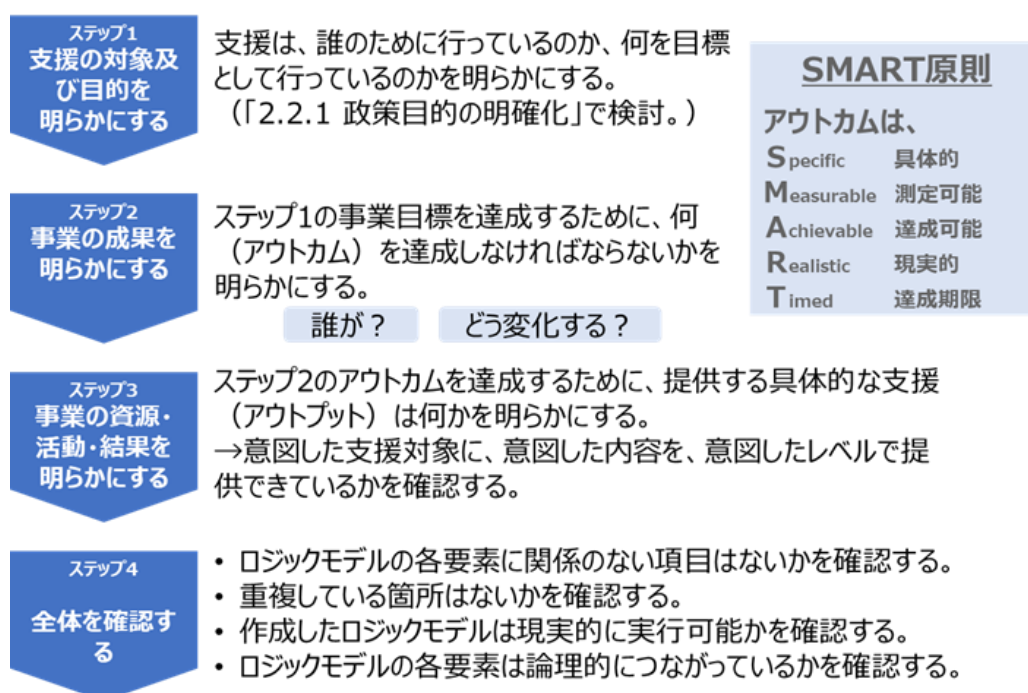 ステップ1
支援の対象及
び目的を
明らかにする
支援は、誰のために行っているのか、何を目標
として行っているのかを明らかにする。
（「2.2.1 政策目的の明確化」で検討。）
SMART原則
アウトカムは、
Specific 具体的
Measurable 測定可能
Achievable 達成可能
Realistic 現実的
Timed 達成期限
ステップ2
事業の成果を
明らかにする
ステップ1の事業目標を達成するために、何
（アウトカム）を達成しなければならないかを
明らかにする。
誰が？ どう変化する？
ステップ3
事業の資源・
活動・結果を
明らかにする
ステップ2のアウトカムを達成するために、提供する具体的な支援
（アウトプット）は何かを明らかにする。
→意図した支援対象に、意図した内容を、意図したレベルで提
供できているかを確認する。
ステップ4
全体を確認す
る
• ロジックモデルの各要素に関係のない項目はないかを確認する。
• 重複している箇所はないかを確認する。
• 作成したロジックモデルは現実的に実行可能かを確認する。
• ロジックモデルの各要素は論理的につながっているかを確認する。